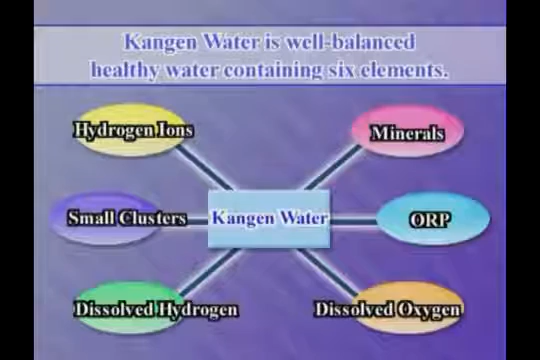 Kangen Water is well-balanced
healthy water containing six elements.
Hydrogen Ions
Minerals
Small Clusters
Kangen Water
ORP
Dissolved Hydrogen
Dissolved Oxygen